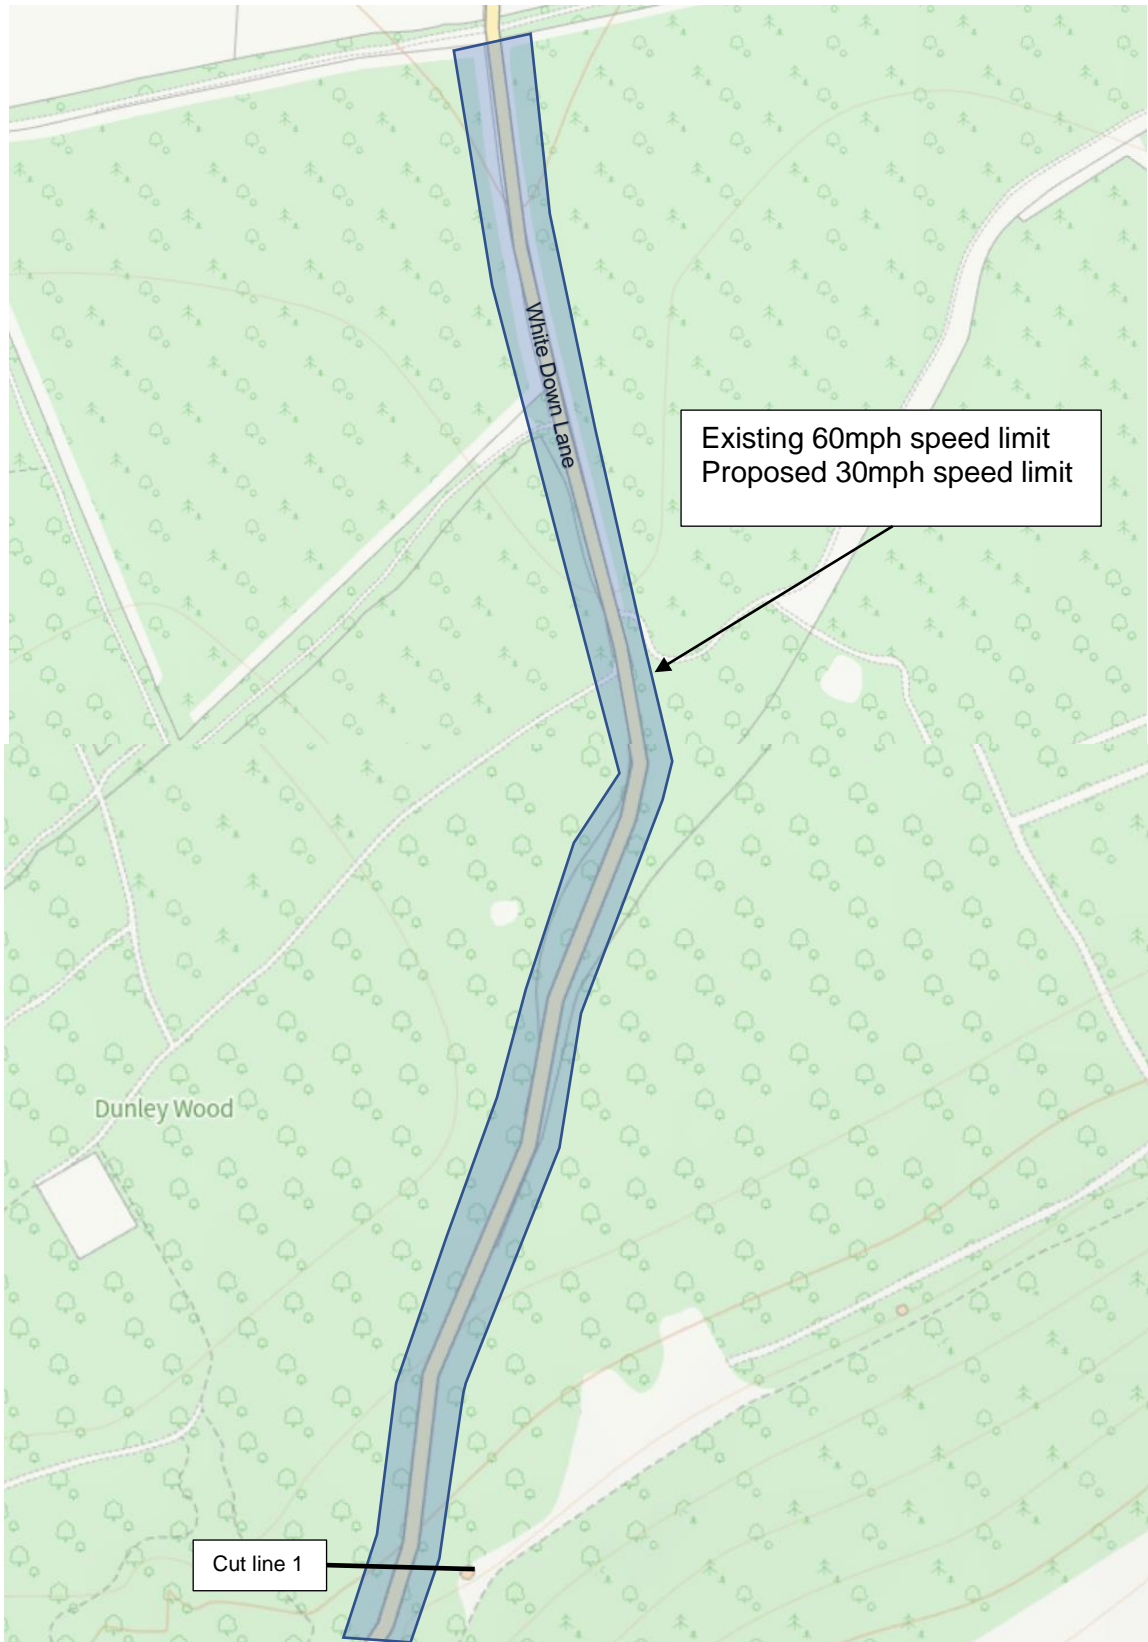 White Down Lane
Existing 60mph speed limit
Proposed 30mph speed limit
Dunley Wood
Cut line 1